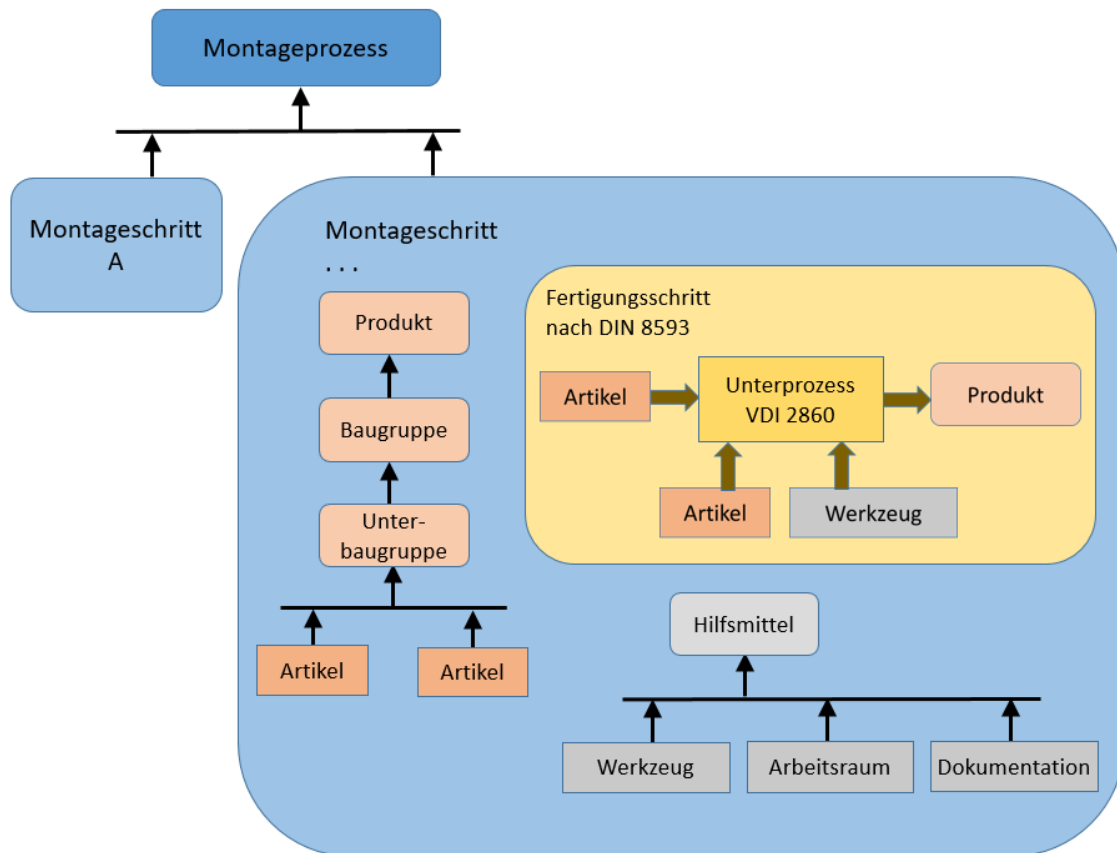 Montageprozess
Montageschritt
A
Montageschritt
. . .
Produkt
Baugruppe
Unter-
baugruppe
Artikel
Artikel
Fertigungsschritt
nach DIN 8593
Artikel
Unterprozess
VDI 2860
Produkt
Artikel
Werkzeug
Hilfsmittel
Werkzeug
Arbeitsraum
Dokumentation